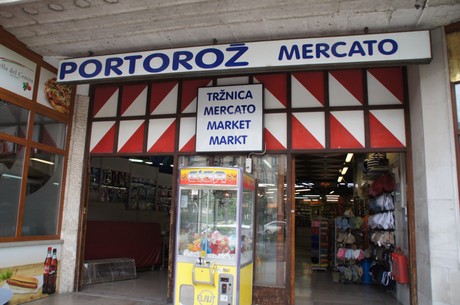 PORTOROŽ MERCATO
TRŽNICA
MERCATO
MARKET
MARKT